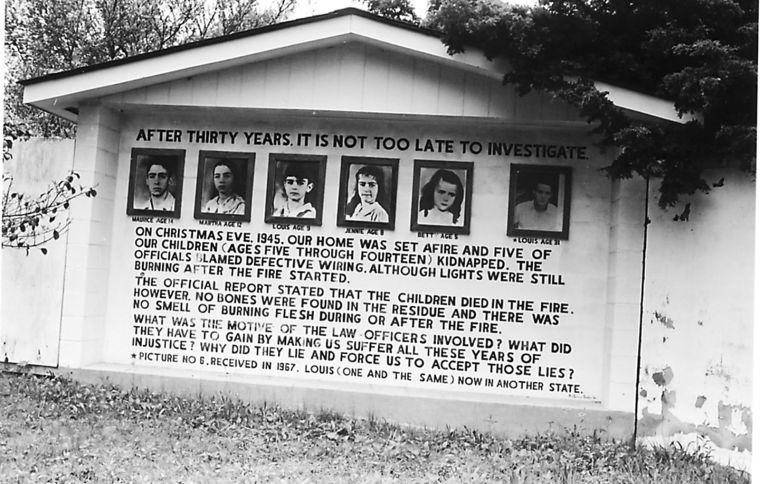 AFTER THIRTY YEARS. IT IS NOT TOO LATE TO INVESTIGATE.
MAURICE AGE 14
MARTHA AGE 12
LOUIS AGE 9
JENNIE AGE 8
BETTY AGE 5
★ LOUIS AGE 31
ON CHRISTMAS EVE, 1945, OUR HOME WAS SET AFIRE AND FIVE OF
OUR CHILDREN (AGES FIVE THROUGH FOURTEEN) KIDNAPPED. THE
OFFICIALS BLAMED DEFECTIVE WIRING, ALTHOUGH LIGHTS WERE STILL
BURNING AFTER THE FIRE STARTED.
THE OFFICIAL REPORT STATED THAT THE CHILDREN DIED IN THE FIRE.
HOWEVER, NO BONES WERE FOUND IN THE RESIDUE AND THERE WAS
NO SMELL OF BURNING FLESH DURING OR AFTER THE FIRE.
WHAT WAS THE MOTIVE OF THE LAW OFFICERS INVOLVED? WHAT DID
THEY HAVE TO GAIN BY MAKING US SUFFER ALL THESE YEARS OF
INJUSTICE? WHY DID THEY LIE AND FORCE US TO ACCEPT THOSE LIES?
★ PICTURE NO 6, RECEIVED IN 1967. LOUIS (ONE AND THE SAME) NOW IN ANOTHER STATE.